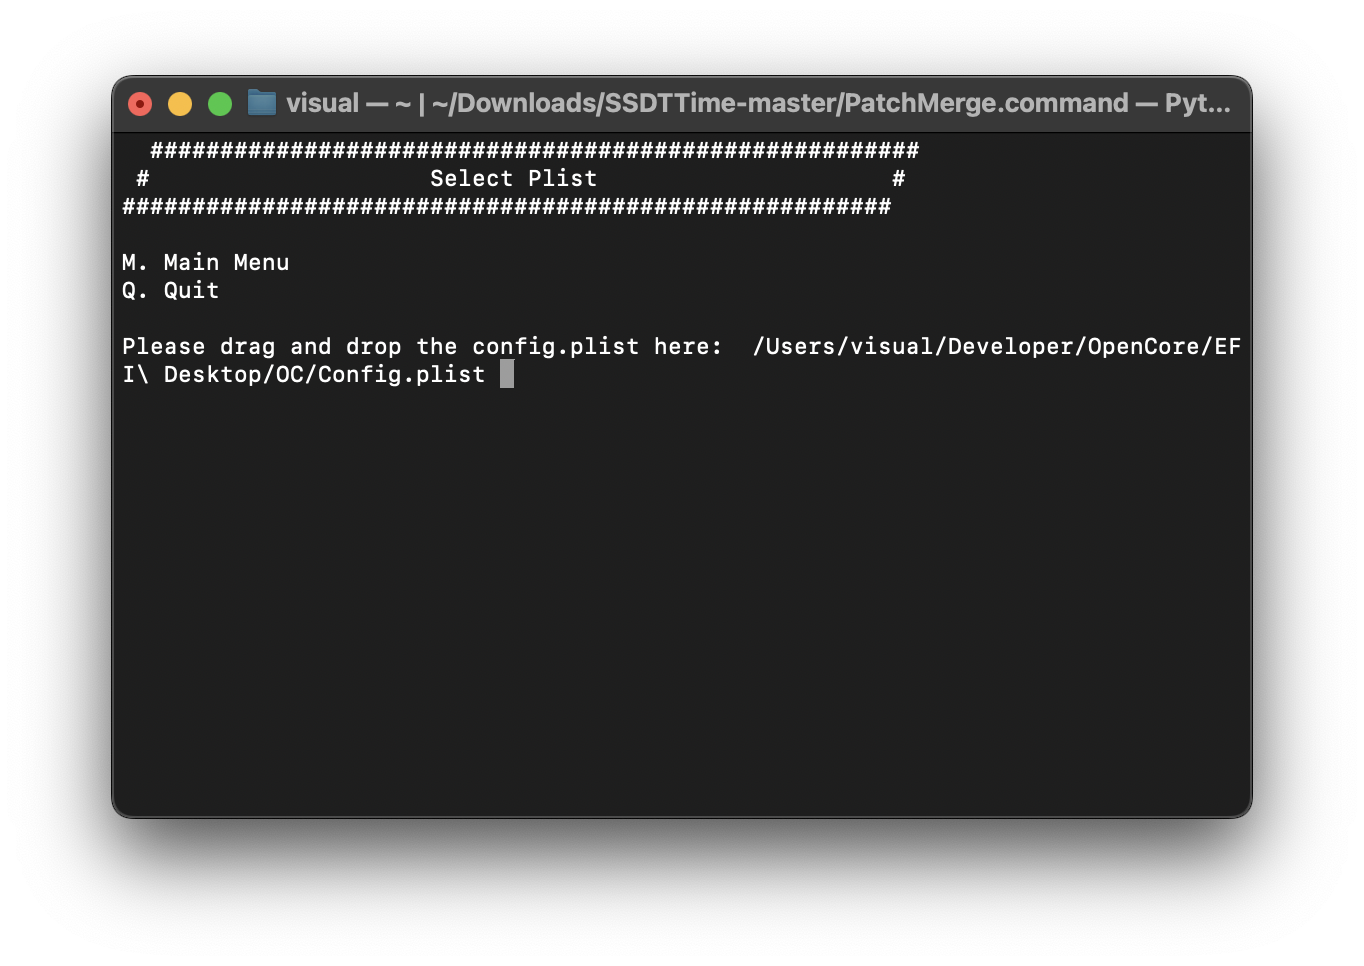 visual — ~ | ~/Downloads/SSDTTime-master/PatchMerge.command — Pyt...
#######################################################
# Select Plist #
#######################################################
M. Main Menu
Q. Quit
Please drag and drop the config.plist here:  /Users/visual/Developer/OpenCore/EF
I\ Desktop/OC/Config.plist